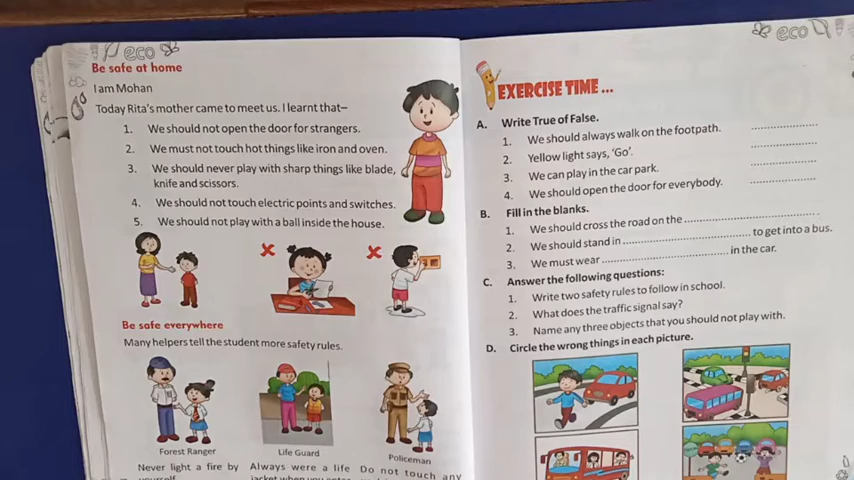 eco
Be safe at home
I am Mohan
Today Rita's mother came to meet us. I learnt that–
1. We should not open the door for strangers.
2. We must not touch hot things like iron and oven.
3. We should never play with sharp things like blade,
knife and scissors.
4. We should not touch electric points and switches.
5. We should not play with a ball inside the house.
Be safe everywhere
Many helpers tell the student more safety rules.
Forest Ranger
Life Guard
Policeman
Never light a fire by
yourself
Always were a life
jacket when you enter
Do not touch any
eco
EXERCISE TIME ...
A. Write True of False.
1. We should always walk on the footpath. ....................
2. Yellow light says, 'Go'. ....................
3. We can play in the car park. ....................
4. We should open the door for everybody. ....................
B. Fill in the blanks.
1. We should cross the road on the ........................................ .
2. We should stand in ........................................ to get into a bus.
3. We must wear ........................................ in the car.
C. Answer the following questions:
1. Write two safety rules to follow in school.
2. What does the traffic signal say?
3. Name any three objects that you should not play with.
D. Circle the wrong things in each picture.